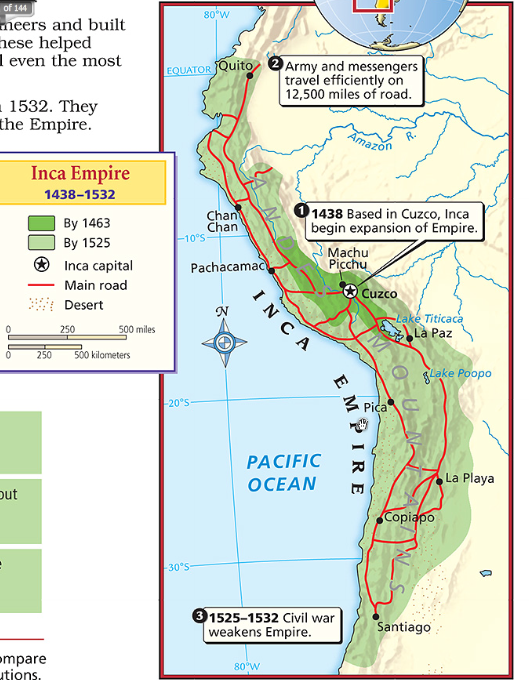 of 144
neers and built
hese helped
l even the most
1532. They
the Empire.
Inca Empire
1438–1532
By 1463
By 1525
Inca capital
Main road
Desert
0 250 500 miles
0 250 500 kilometers
out
ompare
utions.
80°W
EQUATOR
Quito
2 Army and messengers
travel efficiently on
12,500 miles of road.
Amazon R.
1 1438 Based in Cuzco, Inca
begin expansion of Empire.
Chan
Chan
10°S
Machu
Picchu
Pachacamac
Cuzco
N
Lake Titicaca
La Paz
Lake Poopo
INCA EMPIRE
ANDES MOUNTAINS
20°S
Pica
PACIFIC
OCEAN
La Playa
Copiapo
30°S
3 1525–1532 Civil war
weakens Empire.
Santiago
80°W